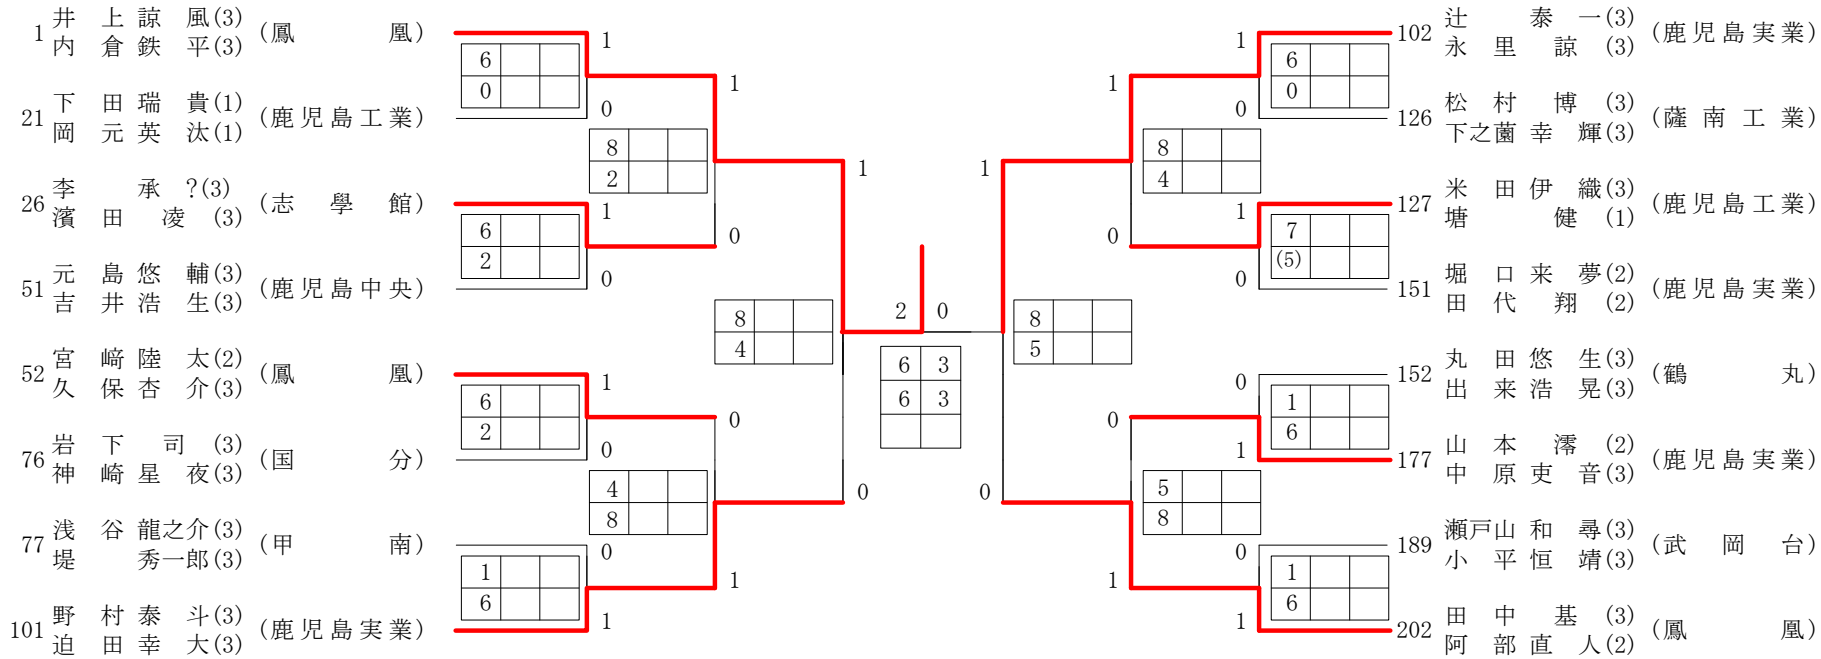 1 井上諒風(3) (鳳凰)
内倉鉄平(3)
1
6
0
0
21 下田瑞貴(1) (鹿児島工業)
岡元英汰(1)
1
8
2
26 李承?(3) (志學館)
濱田凌(3)
1
6
2
0
0
51 元島悠輔(3) (鹿児島中央)
吉井浩生(3)
1
8
4
52 宮﨑陸太(2) (鳳凰)
久保杏介(3)
1
6
2
0
0
76 岩下司(3) (国分)
神崎星夜(3)
4
8
0
77 浅谷龍之介(3) (甲南)
堤秀一郎(3)
0
1
6
1
1
101 野村泰斗(3) (鹿児島実業)
迫田幸大(3)
2 0
6 3
6 3
102 辻泰一(3) (鹿児島実業)
永里諒(3)
1
6
0
0
126 松村博(3) (薩南工業)
下之薗幸輝(3)
1
8
4
127 米田伊織(3) (鹿児島工業)
塘健(1)
1
7
(5)
0
0
151 堀口来夢(2) (鹿児島実業)
田代翔(2)
1
8
5
152 丸田悠生(3) (鶴丸)
出来浩晃(3)
0
1
6
1
0
177 山本澪(2) (鹿児島実業)
中原吏音(3)
5
8
0
189 瀬戸山和尋(3) (武岡台)
小平恒靖(3)
0
1
6
1
1
202 田中基(3) (鳳凰)
阿部直人(2)